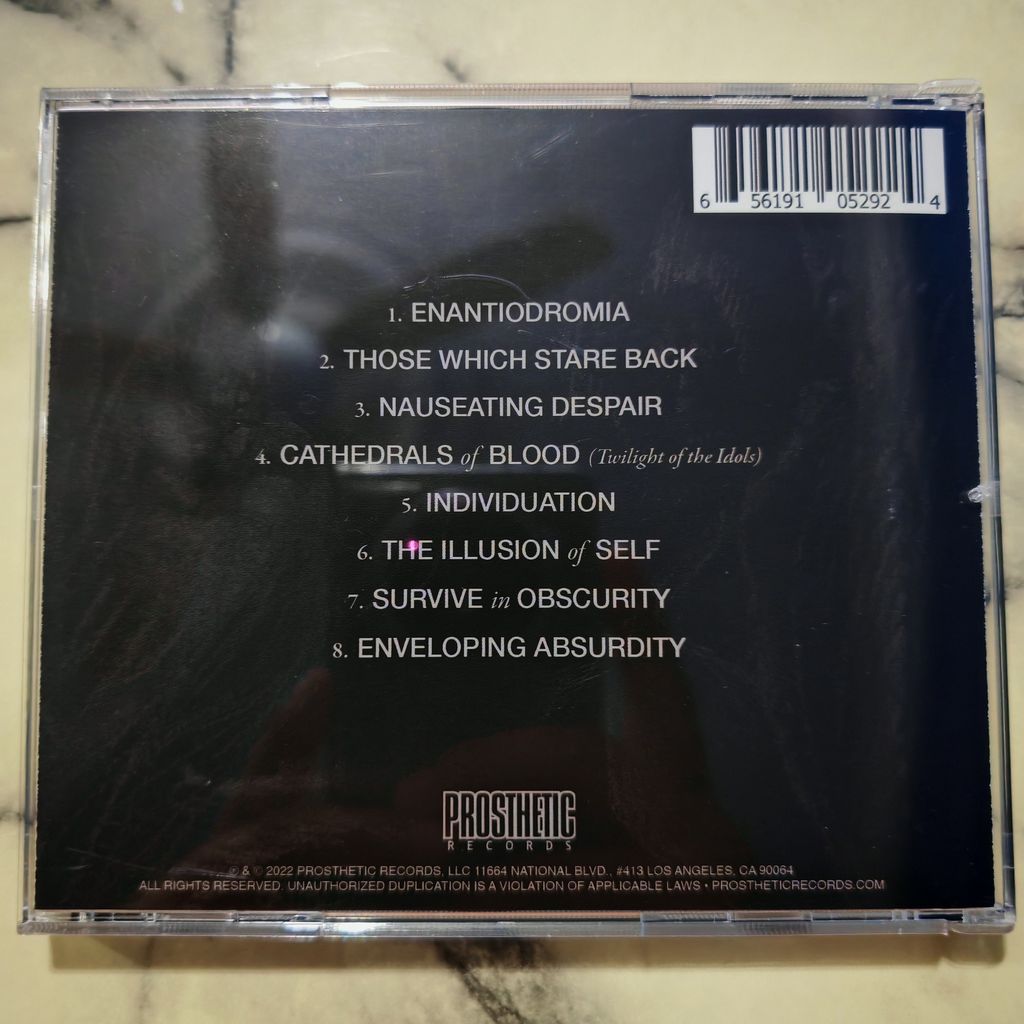 6 56191 05292 4
1. ENANTIODROMIA
2. THOSE WHICH STARE BACK
3. NAUSEATING DESPAIR
4. CATHEDRALS of BLOOD (Twilight of the Idols)
5. INDIVIDUATION
6. THE ILLUSION of SELF
7. SURVIVE in OBSCURITY
8. ENVELOPING ABSURDITY
PROSTHETIC
RECORDS
℗ & © 2022 PROSTHETIC RECORDS, LLC 11664 NATIONAL BLVD., #413 LOS ANGELES, CA 90064
ALL RIGHTS RESERVED. UNAUTHORIZED DUPLICATION IS A VIOLATION OF APPLICABLE LAWS • PROSTHETICRECORDS.COM